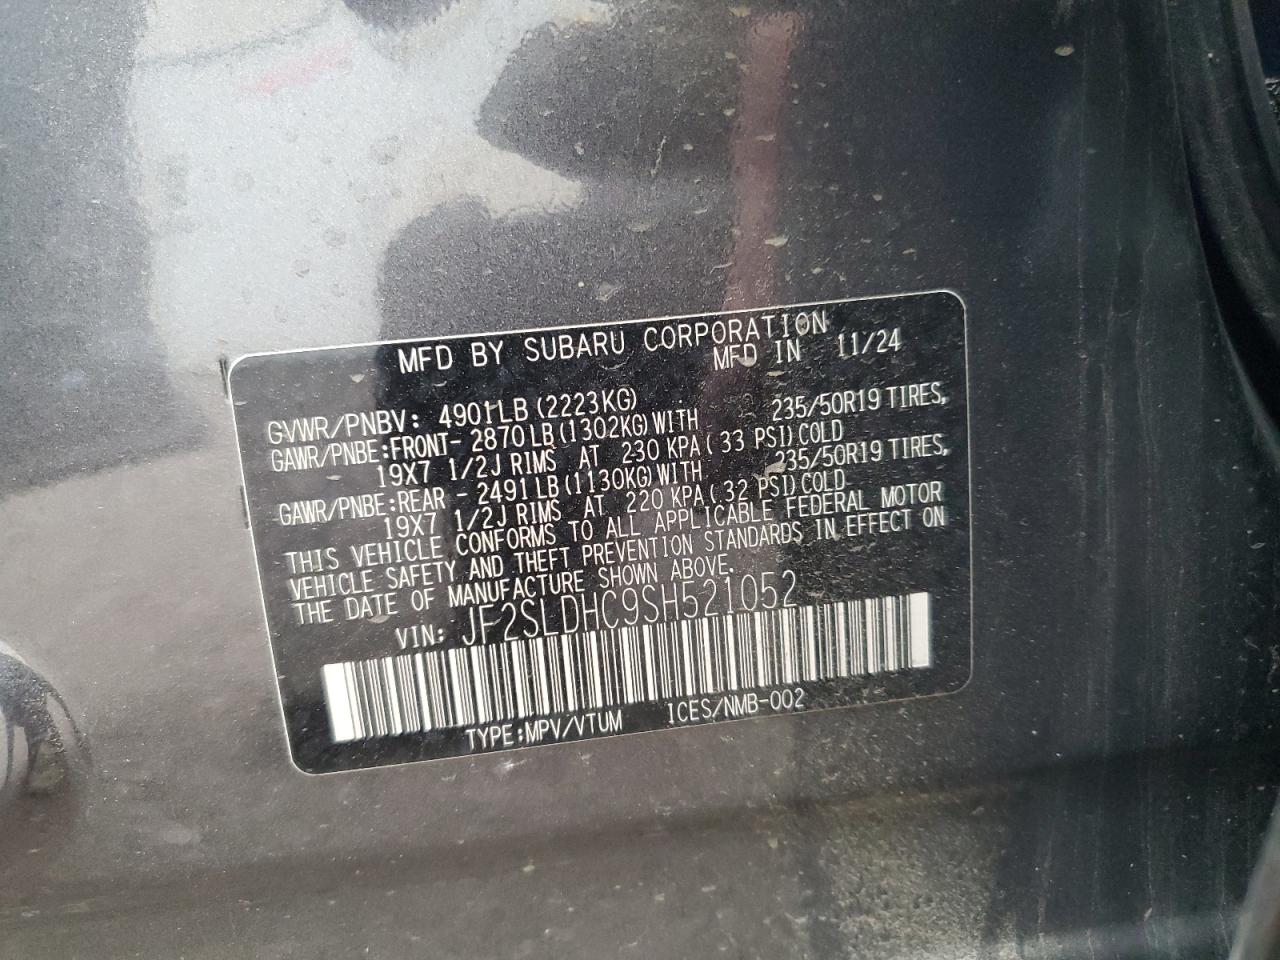 MFD BY SUBARU CORPORATION
MFD IN 11/24
GVWR/PNBV: 4901LB (2223KG)
GAWR/PNBE:FRONT- 2870LB(1302KG)WITH 235/50R19 TIRES,
19X7 1/2J RIMS AT 230 KPA( 33 PSI)COLD
GAWR/PNBE:REAR - 2491LB(1130KG)WITH 235/50R19 TIRES,
19X7 1/2J RIMS AT 220 KPA( 32 PSI)COLD
THIS VEHICLE CONFORMS TO ALL APPLICABLE FEDERAL MOTOR
VEHICLE SAFETY AND THEFT PREVENTION STANDARDS IN EFFECT ON
THE DATE OF MANUFACTURE SHOWN ABOVE.
VIN: JF2SLDHC9SH521052
TYPE:MPV/VTUM ICES/NMB-002